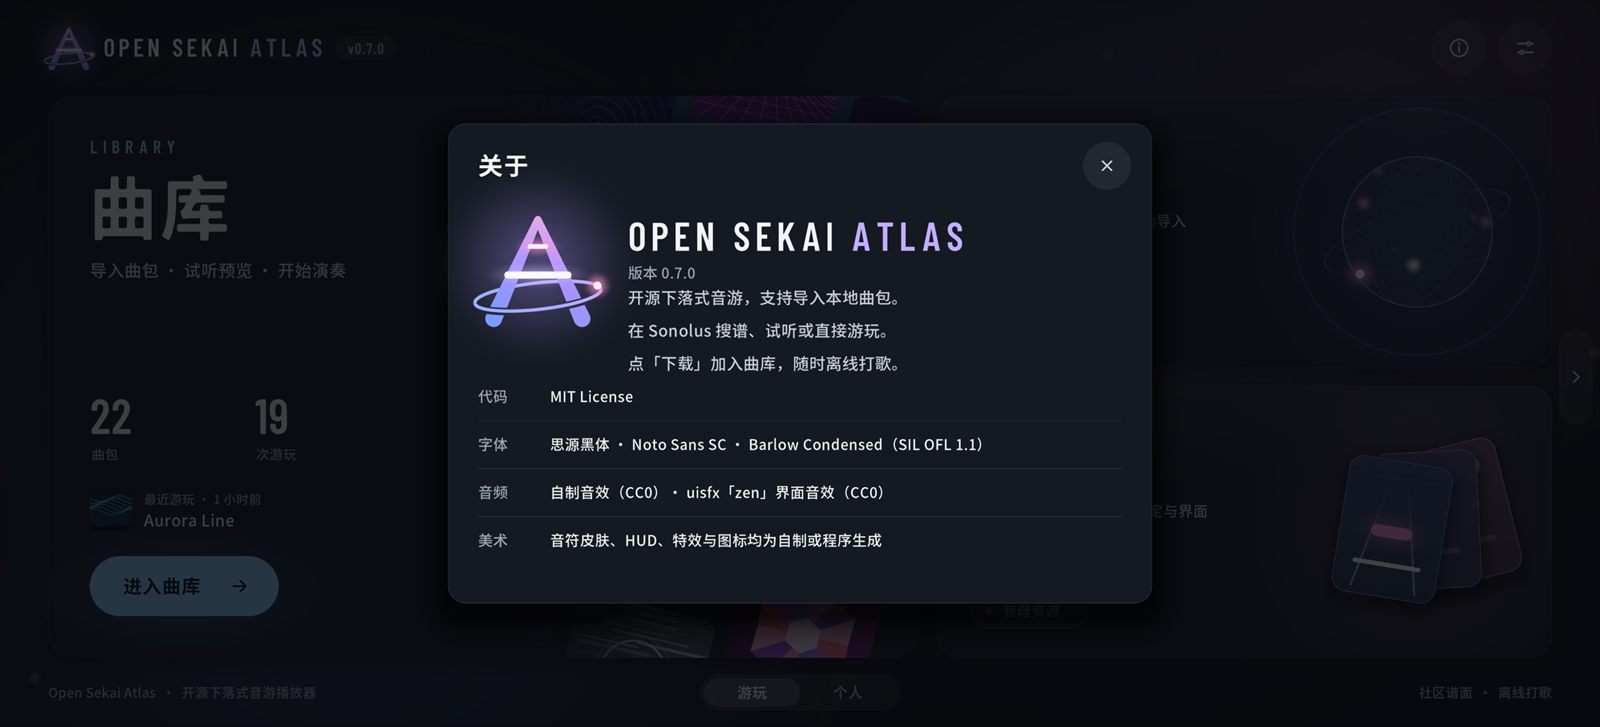 OPEN SEKAI ATLAS v0.7.0
LIBRARY
曲库
导入曲包 · 试听预览 · 开始演奏
22
曲包
19
次游玩
最近游玩 · 1 小时前
Aurora Line
进入曲库 →
关于
OPEN SEKAI ATLAS
版本 0.7.0
开源下落式音游，支持导入本地曲包。
在 Sonolus 搜谱、试听或直接游玩。
点「下载」加入曲库，随时离线打歌。
代码 MIT License
字体 思源黑体 · Noto Sans SC · Barlow Condensed（SIL OFL 1.1）
音频 自制音效（CC0） · uisfx「zen」界面音效（CC0）
美术 音符皮肤、HUD、特效与图标均为自制或程序生成
导入
与界面
管理资源
Open Sekai Atlas · 开源下落式音游播放器
游玩 个人
社区谱面 · 离线打歌